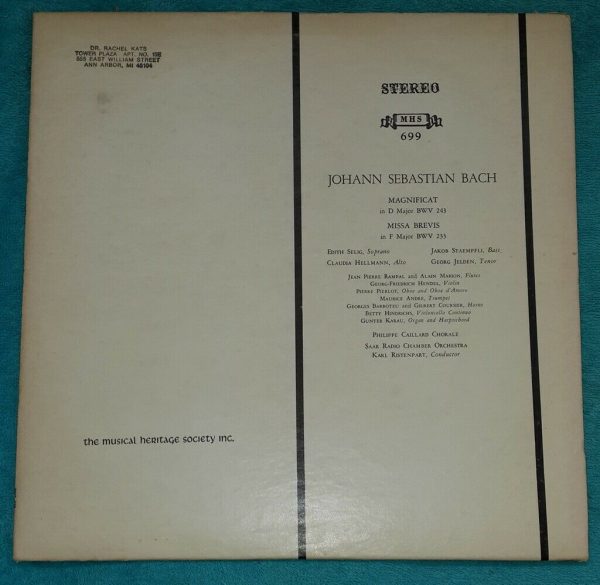 DR. RACHEL KATS
TOWER PLAZA APT. NO.
555 EAST WILLIAM STREET
ANN ARBOR, MI 48104
STEREO
MHS
699
JOHANN SEBASTIAN BACH
MAGNIFICAT
in D Major BWV 243
MISSA BREVIS
in F Major BWV 233
EDITH SELIG, Soprano JAKOB STAEMPFLI, Bass
CLAUDIA HELLMANN, Alto GEORG JELDEN, Tenor
JEAN PIERRE RAMPAL and ALAIN MARION, Flutes
GEORG-FRIEDRICH HENDEL, Violin
PIERRE PIERLOT, Oboe and Oboe d'Amore
MAURICE ANDRE, Trumpet
GEORGES BARBOTEU and GILBERT COURSIER, Horns
BETTY HINDRICHS, Violoncello Continuo
GUNTER KARAU, Organ and Harpsichord
PHILIPPE CAILLARD CHORALE
SAAR RADIO CHAMBER ORCHESTRA
KARL RISTENPART, Conductor
the musical heritage society inc.